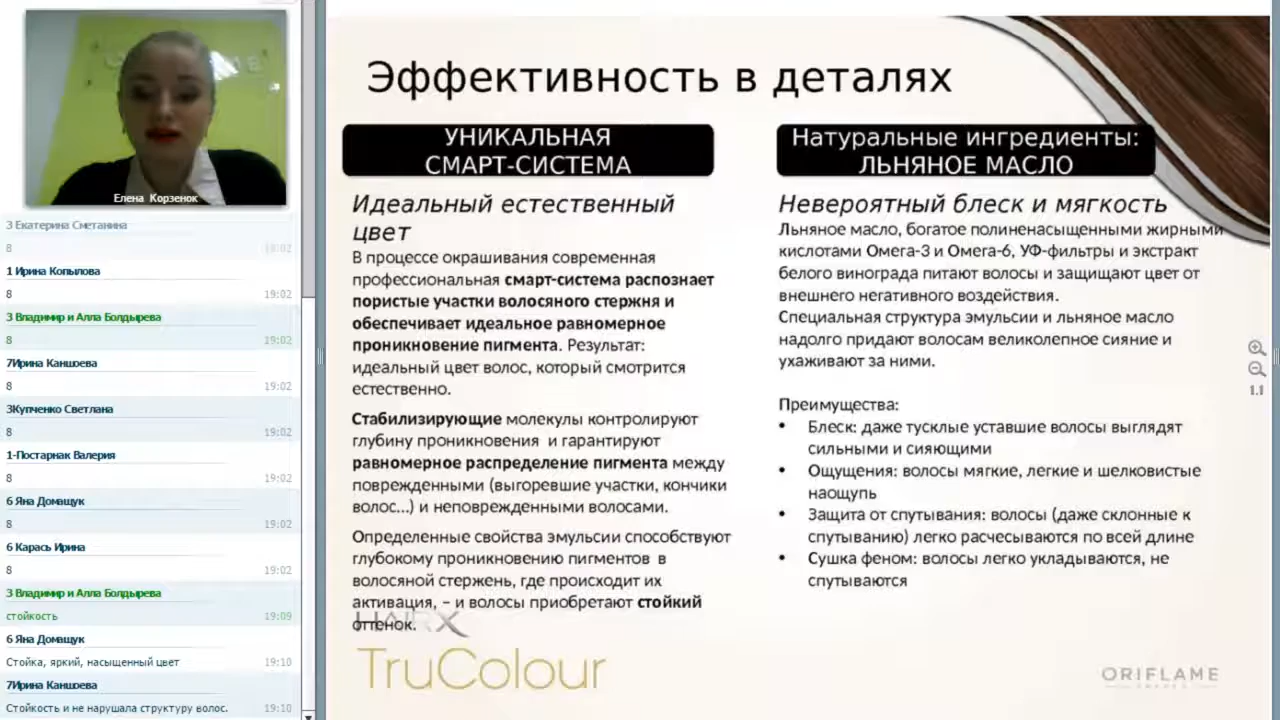 Елена Корзенок
3 Екатерина Сметанина
8 19:02
1 Ирина Копылова
8 19:02
3 Владимир и Алла Болдырева
8 19:02
7Ирина Каншоева
8 19:02
3Купченко Светлана
8 19:02
1-Постарнак Валерия
8 19:02
6 Яна Домащук
8 19:02
6 Карась Ирина
8 19:02
3 Владимир и Алла Болдырева
стойкость 19:09
6 Яна Домащук
Стойка, яркий, насыщенный цвет 19:10
7Ирина Каншоева
Стойкость и не нарушала структуру волос. 19:10
Эффективность в деталях
УНИКАЛЬНАЯ
СМАРТ-СИСТЕМА
Идеальный естественный
цвет
В процессе окрашивания современная
профессиональная смарт-система распознает
пористые участки волосяного стержня и
обеспечивает идеальное равномерное
проникновение пигмента. Результат:
идеальный цвет волос, который смотрится
естественно.
Стабилизирующие молекулы контролируют
глубину проникновения и гарантируют
равномерное распределение пигмента между
поврежденными (выгоревшие участки, кончики
волос...) и неповрежденными волосами.
Определенные свойства эмульсии способствуют
глубокому проникновению пигментов в
волосяной стержень, где происходит их
активация, – и волосы приобретают стойкий
оттенок.
HAIRX
TruColour
Натуральные ингредиенты:
ЛЬНЯНОЕ МАСЛО
Невероятный блеск и мягкость
Льняное масло, богатое полиненасыщенными жирными
кислотами Омега-3 и Омега-6, УФ-фильтры и экстракт
белого винограда питают волосы и защищают цвет от
внешнего негативного воздействия.
Специальная структура эмульсии и льняное масло
надолго придают волосам великолепное сияние и
ухаживают за ними.
Преимущества:
• Блеск: даже тусклые уставшие волосы выглядят
сильными и сияющими
• Ощущения: волосы мягкие, легкие и шелковистые
наощупь
• Защита от спутывания: волосы (даже склонные к
спутыванию) легко расчесываются по всей длине
• Сушка феном: волосы легко укладываются, не
спутываются
ORIFLAME
1.1